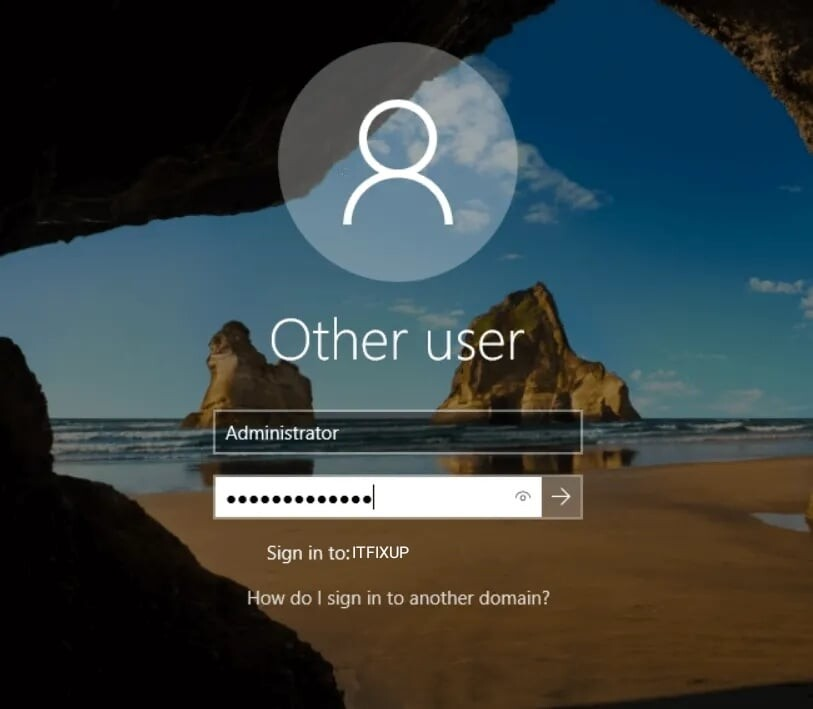 Other user
Administrator
•••••••••••••
Sign in to:ITFIXUP
How do I sign in to another domain?